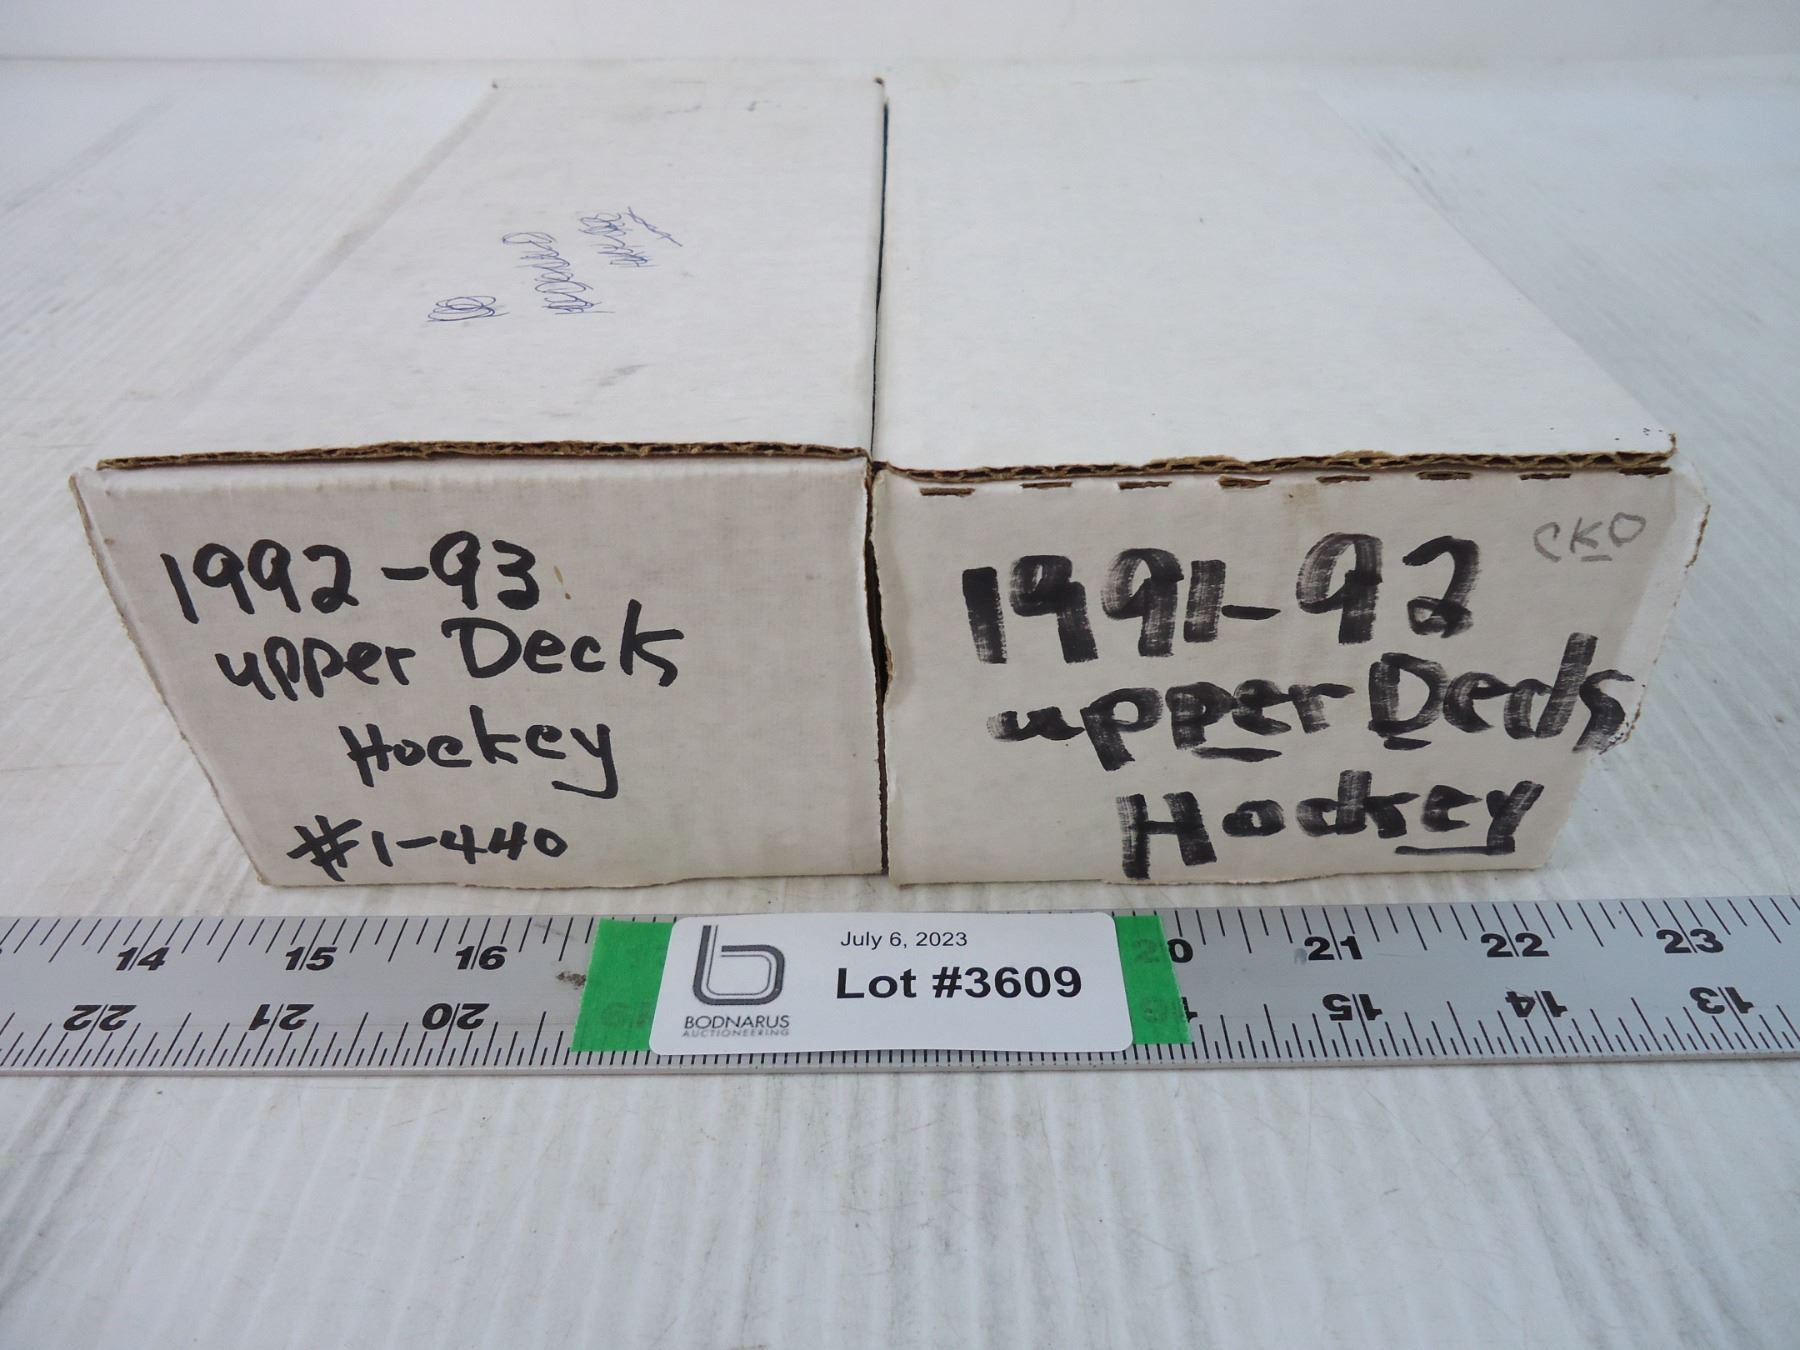 1992-93
upper Deck
Hockey
#1-440
CKO
1991-92
upper Deck
Hockey
14 15 16 20 21 22 23
22 21 20 15 14 13
July 6, 2023
Lot #3609
b
BODNARUS
AUCTIONEERING